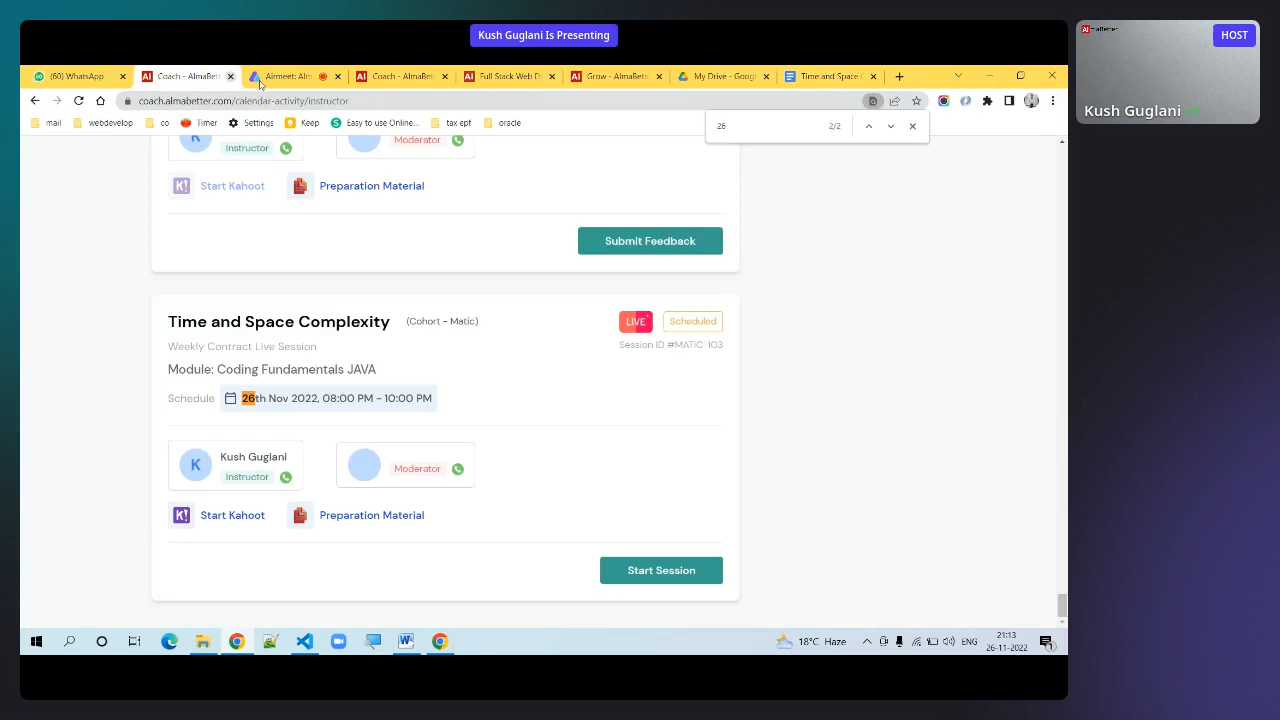 Kush Guglani Is Presenting
HOST
AlmaBetter
Kush Guglani
(60) WhatsApp
Coach - AlmaBett
Airmeet: Alm
Coach - AlmaBett
Full Stack Web D
Grow - AlmaBette
My Drive - Googl
Time and Space C
coach.almabetter.com/calendar-activity/instructor
mail
webdevelop
co
Timer
Settings
Keep
Easy to use Online...
tax epf
oracle
26
2/2
K
Instructor
Moderator
K!
Start Kahoot
Preparation Material
Submit Feedback
Time and Space Complexity
(Cohort - Matic)
LIVE
Scheduled
Weekly Contract Live Session
Session ID #MATIC-103
Module: Coding Fundamentals JAVA
Schedule
26th Nov 2022, 08:00 PM - 10:00 PM
K
Kush Guglani
Instructor
Moderator
K!
Start Kahoot
Preparation Material
Start Session
18°C Haze
ENG
21:13
26-11-2022